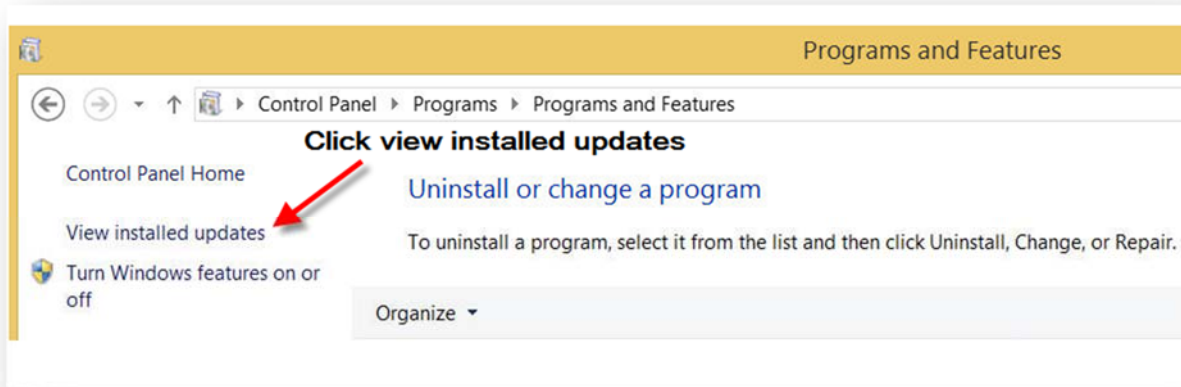 Programs and Features
Control Panel Programs Programs and Features
Click view installed updates
Control Panel Home
Uninstall or change a program
View installed updates
To uninstall a program, select it from the list and then click Uninstall, Change, or Repair.
Turn Windows features on or
off
Organize